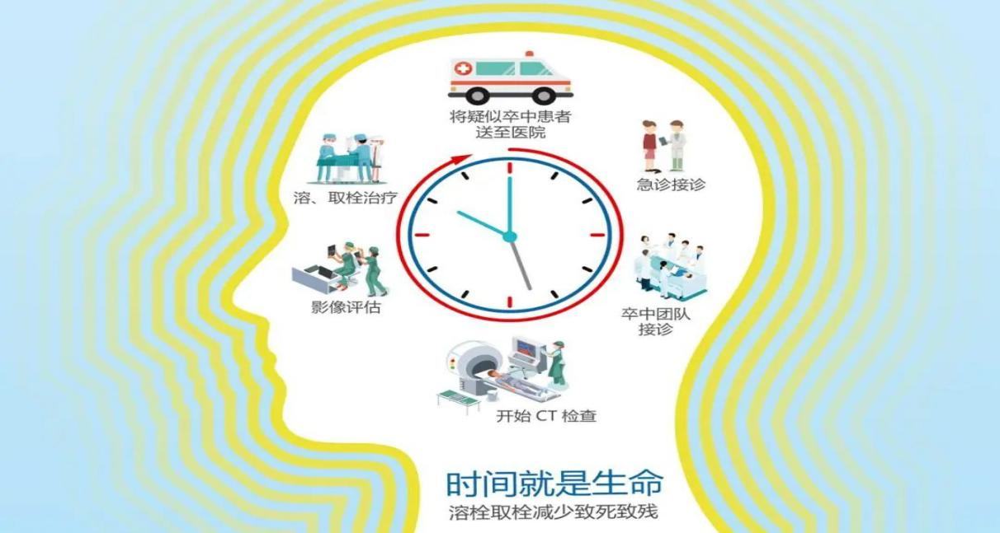 将疑似卒中患者
送至医院
急诊接诊
卒中团队
接诊
开始 CT 检查
影像评估
溶、取栓治疗
时间就是生命
溶栓取栓减少致死致残